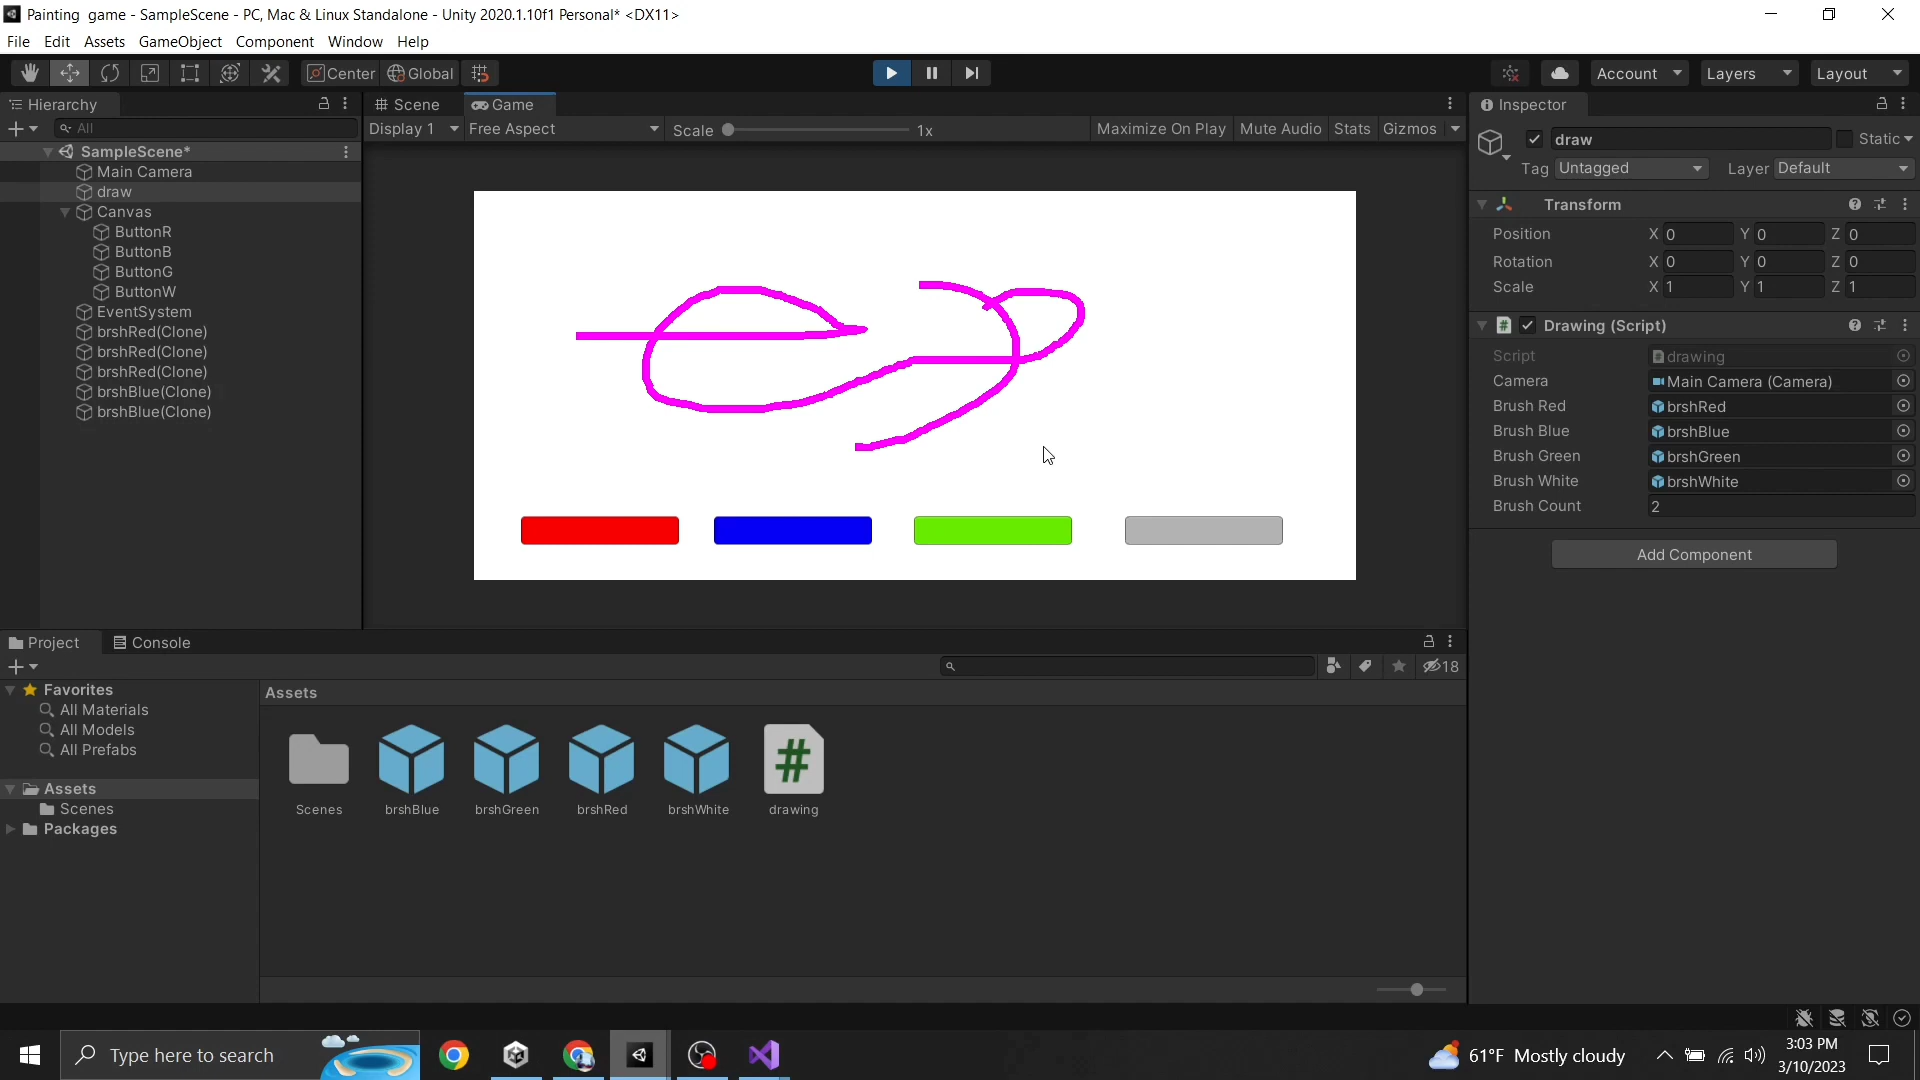 Painting  game - SampleScene - PC, Mac & Linux Standalone - Unity 2020.1.10f1 Personal* <DX11>
File Edit Assets GameObject Component Window Help
Center Global Account Layers Layout
Hierarchy
All
SampleScene*
Main Camera
draw
Canvas
ButtonR
ButtonB
ButtonG
ButtonW
EventSystem
brshRed(Clone)
brshRed(Clone)
brshRed(Clone)
brshBlue(Clone)
brshBlue(Clone)
Scene Game
Display 1 Free Aspect Scale 1x Maximize On Play Mute Audio Stats Gizmos
Inspector
draw Static
Tag Untagged Layer Default
Transform
Position X 0 Y 0 Z 0
Rotation X 0 Y 0 Z 0
Scale X 1 Y 1 Z 1
# Drawing (Script)
Script drawing
Camera Main Camera (Camera)
Brush Red brshRed
Brush Blue brshBlue
Brush Green brshGreen
Brush White brshWhite
Brush Count 2
Add Component
Project Console
18
Favorites
All Materials
All Models
All Prefabs
Assets
Scenes
Packages
Assets
#
Scenes brshBlue brshGreen brshRed brshWhite drawing
Type here to search
61°F Mostly cloudy
3:03 PM
3/10/2023